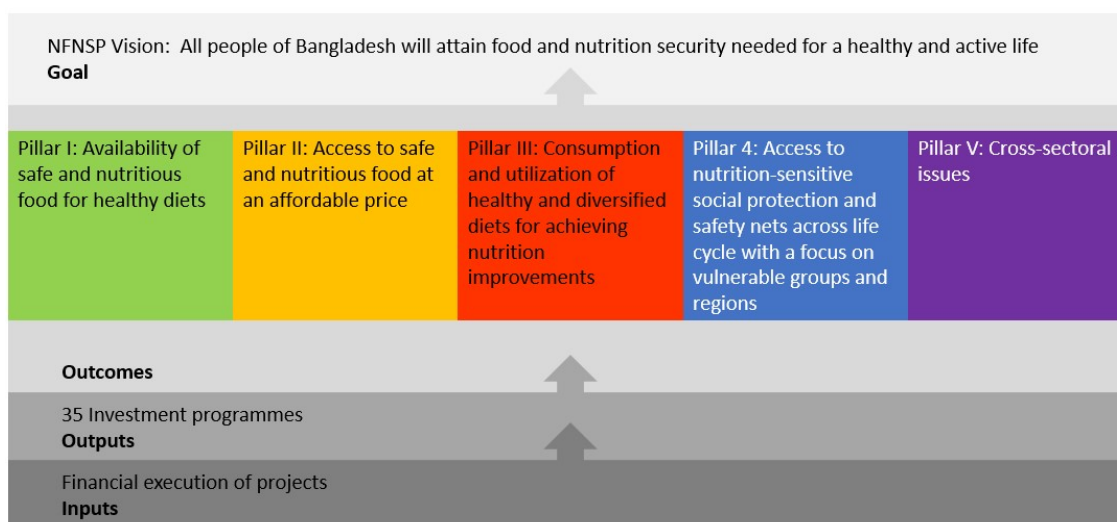 NFNSP Vision:  All people of Bangladesh will attain food and nutrition security needed for a healthy and active life
Goal
Pillar I: Availability of
safe and nutritious
food for healthy diets
Pillar II: Access to safe
and nutritious food at
an affordable price
Pillar III: Consumption
and utilization of
healthy and diversified
diets for achieving
nutrition
improvements
Pillar 4: Access to
nutrition-sensitive
social protection and
safety nets across life
cycle with a focus on
vulnerable groups and
regions
Pillar V: Cross-sectoral
issues
Outcomes
35 Investment programmes
Outputs
Financial execution of projects
Inputs